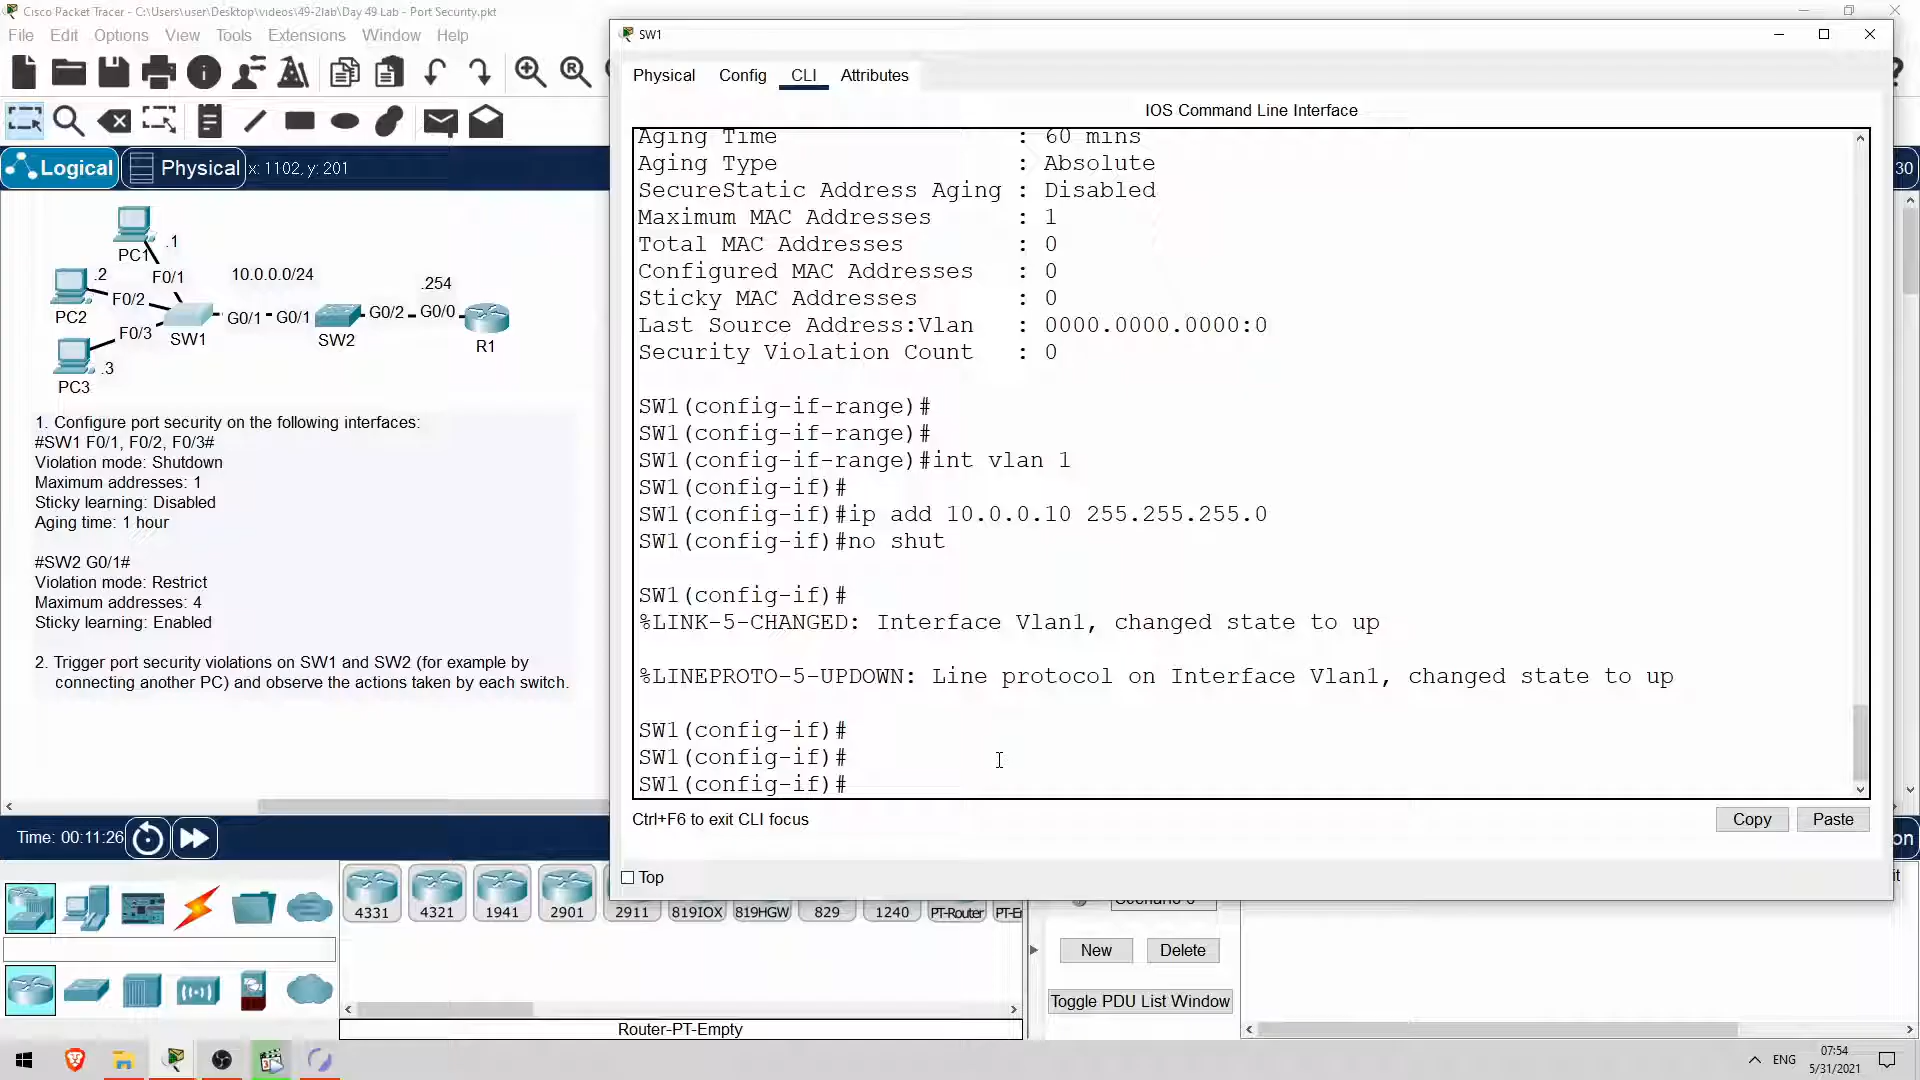 Cisco Packet Tracer - C:\Users\user\Desktop\videos\49-2lab\Day 49 Lab - Port Security.pkt
File Edit Options View Tools Extensions Window Help
Logical Physical x: 1102, y: 201
30
PC1
.1
F0/1
.2
F0/2
PC2
F0/3
.3
PC3
10.0.0.0/24
SW1
G0/1
G0/1
SW2
G0/2
.254
G0/0
R1
1. Configure port security on the following interfaces:
#SW1 F0/1, F0/2, F0/3#
Violation mode: Shutdown
Maximum addresses: 1
Sticky learning: Disabled
Aging time: 1 hour
#SW2 G0/1#
Violation mode: Restrict
Maximum addresses: 4
Sticky learning: Enabled
2. Trigger port security violations on SW1 and SW2 (for example by
connecting another PC) and observe the actions taken by each switch.
SW1
Physical Config CLI Attributes
IOS Command Line Interface
Aging Time : 60 mins
Aging Type : Absolute
SecureStatic Address Aging : Disabled
Maximum MAC Addresses : 1
Total MAC Addresses : 0
Configured MAC Addresses : 0
Sticky MAC Addresses : 0
Last Source Address:Vlan : 0000.0000.0000:0
Security Violation Count : 0
SW1(config-if-range)#
SW1(config-if-range)#
SW1(config-if-range)#int vlan 1
SW1(config-if)#
SW1(config-if)#ip add 10.0.0.10 255.255.255.0
SW1(config-if)#no shut
SW1(config-if)#
%LINK-5-CHANGED: Interface Vlan1, changed state to up
%LINEPROTO-5-UPDOWN: Line protocol on Interface Vlan1, changed state to up
SW1(config-if)#
SW1(config-if)#
SW1(config-if)#
Ctrl+F6 to exit CLI focus
Copy Paste
Top
Time: 00:11:26
on
4331 4321 1941 2901 2911 819IOX 819HGW 829 1240 PT-Router PT-E
New Delete
Toggle PDU List Window
Router-PT-Empty
ENG
07:54
5/31/2021